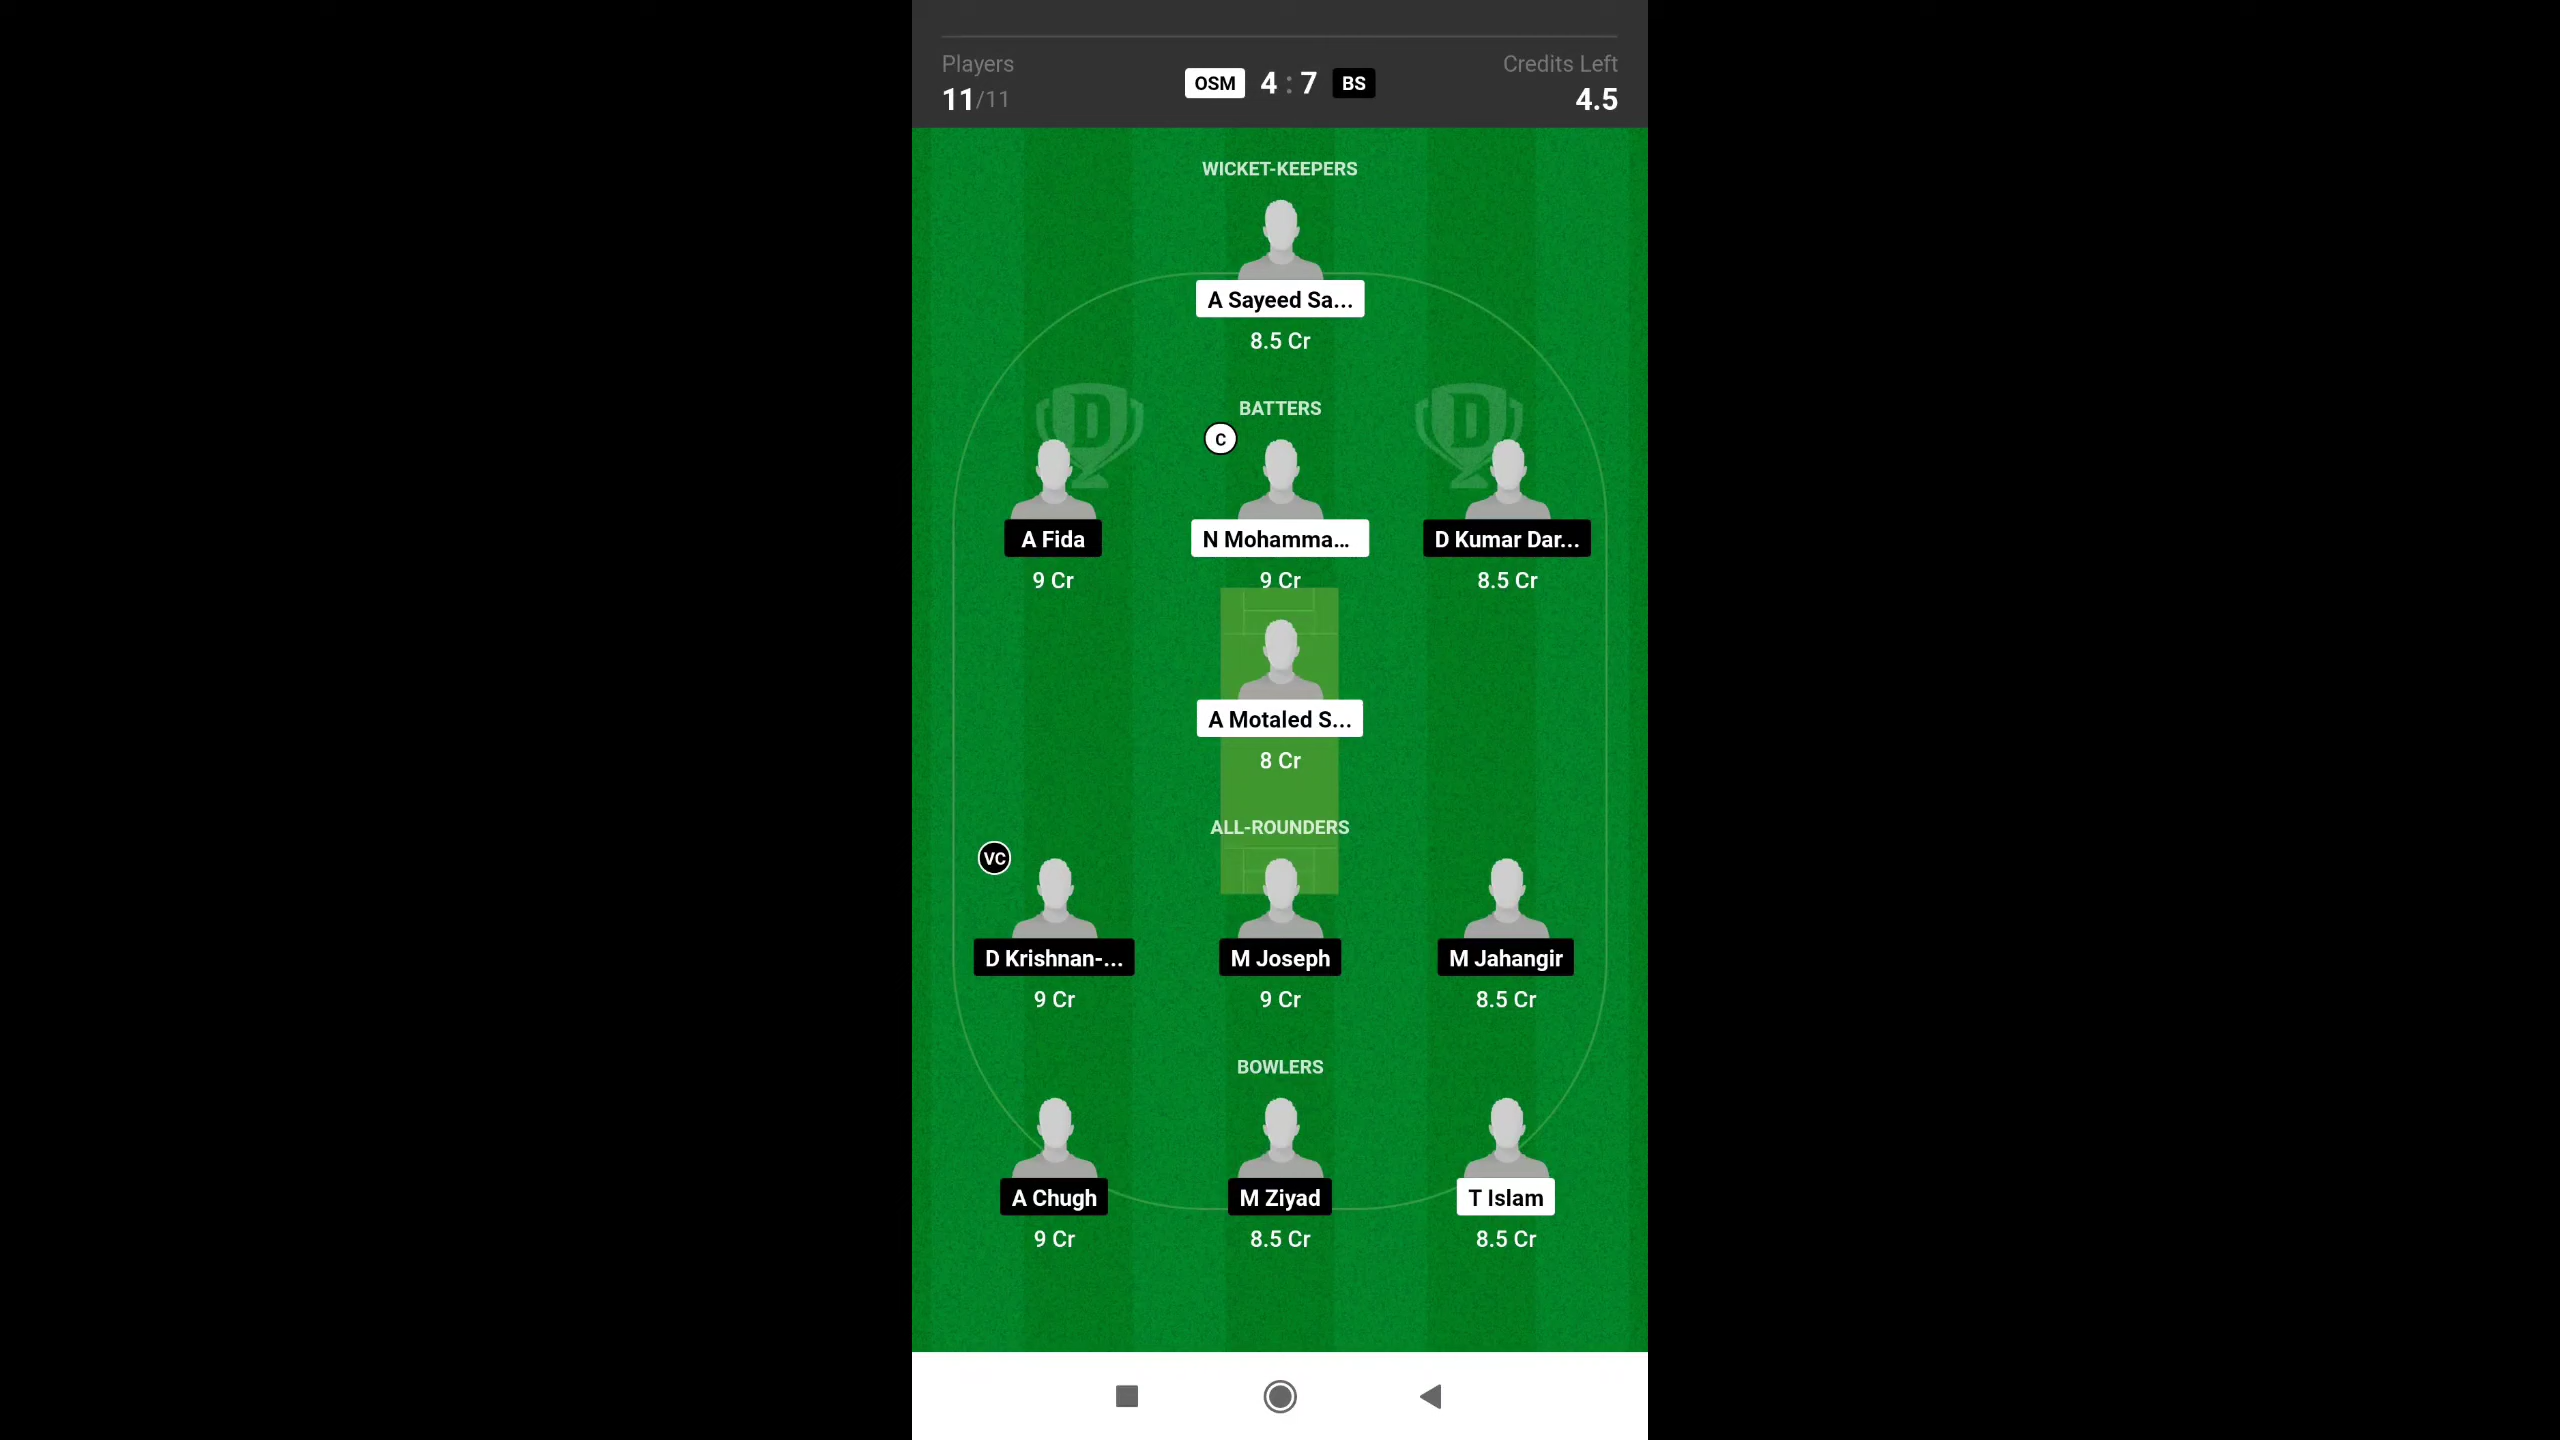 Players
11/11
OSM 4 : 7 BS
Credits Left
4.5
WICKET-KEEPERS
A Sayeed Sa...
8.5 Cr
BATTERS
C
A Fida
9 Cr
N Mohamma...
9 Cr
D Kumar Dar...
8.5 Cr
A Motaled S...
8 Cr
ALL-ROUNDERS
VC
D Krishnan-...
9 Cr
M Joseph
9 Cr
M Jahangir
8.5 Cr
BOWLERS
A Chugh
9 Cr
M Ziyad
8.5 Cr
T Islam
8.5 Cr